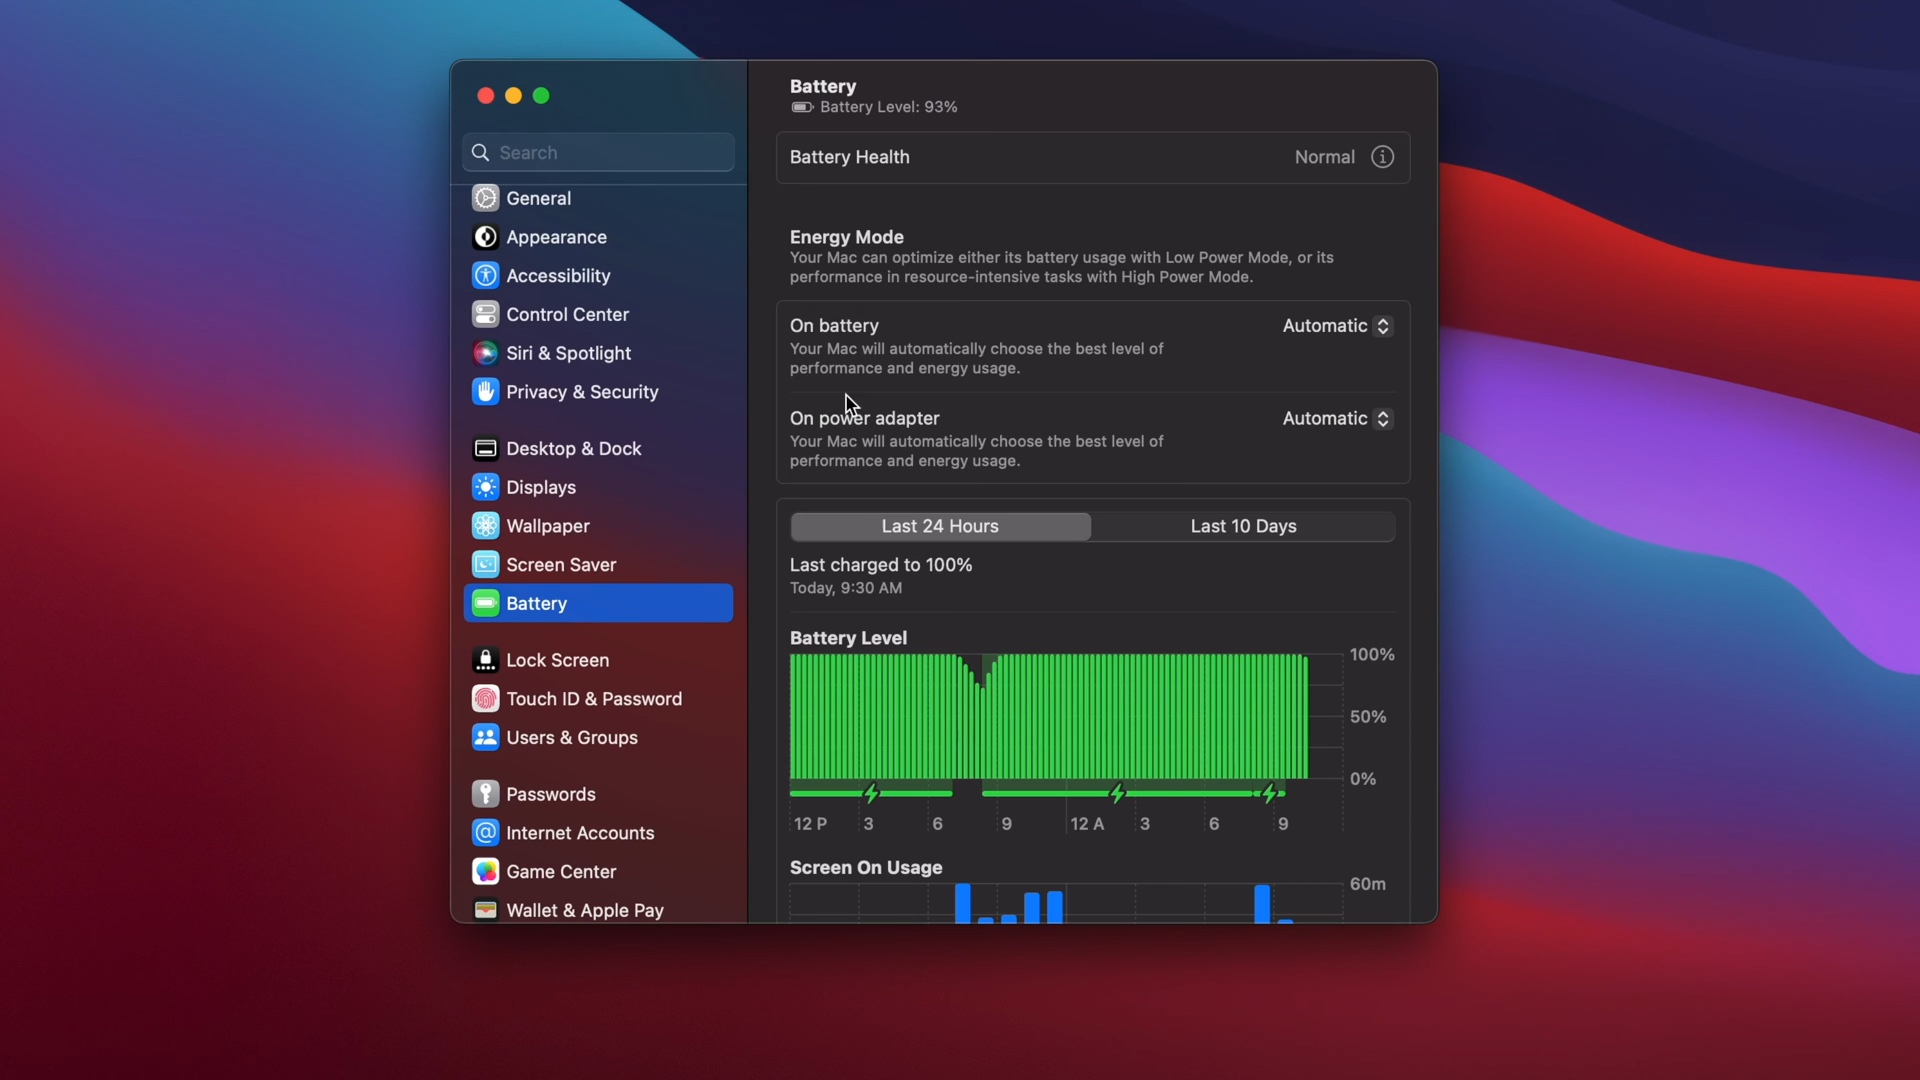 Search
General
Appearance
Accessibility
Control Center
Siri & Spotlight
Privacy & Security
Desktop & Dock
Displays
Wallpaper
Screen Saver
Battery
Lock Screen
Touch ID & Password
Users & Groups
Passwords
Internet Accounts
Game Center
Wallet & Apple Pay
Battery
Battery Level: 93%
Battery Health Normal
Energy Mode
Your Mac can optimize either its battery usage with Low Power Mode, or its
performance in resource-intensive tasks with High Power Mode.
On battery Automatic
Your Mac will automatically choose the best level of
performance and energy usage.
On power adapter Automatic
Your Mac will automatically choose the best level of
performance and energy usage.
Last 24 Hours Last 10 Days
Last charged to 100%
Today, 9:30 AM
Battery Level
100%
50%
0%
12 P 3 6 9 12 A 3 6 9
Screen On Usage
60m